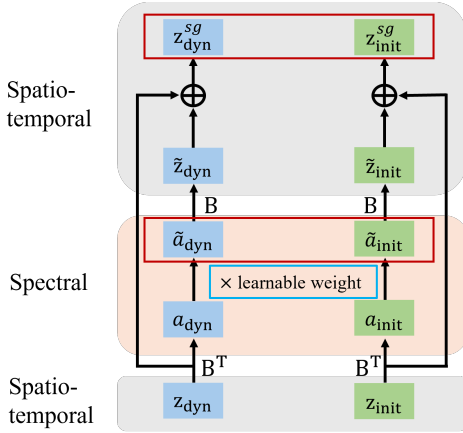 z_dyn^sg z_init^sg
Spatio-
temporal
z̃_dyn z̃_init
B B
ã_dyn ã_init
Spectral
× learnable weight
a_dyn a_init
B^T B^T
Spatio-
temporal
z_dyn z_init